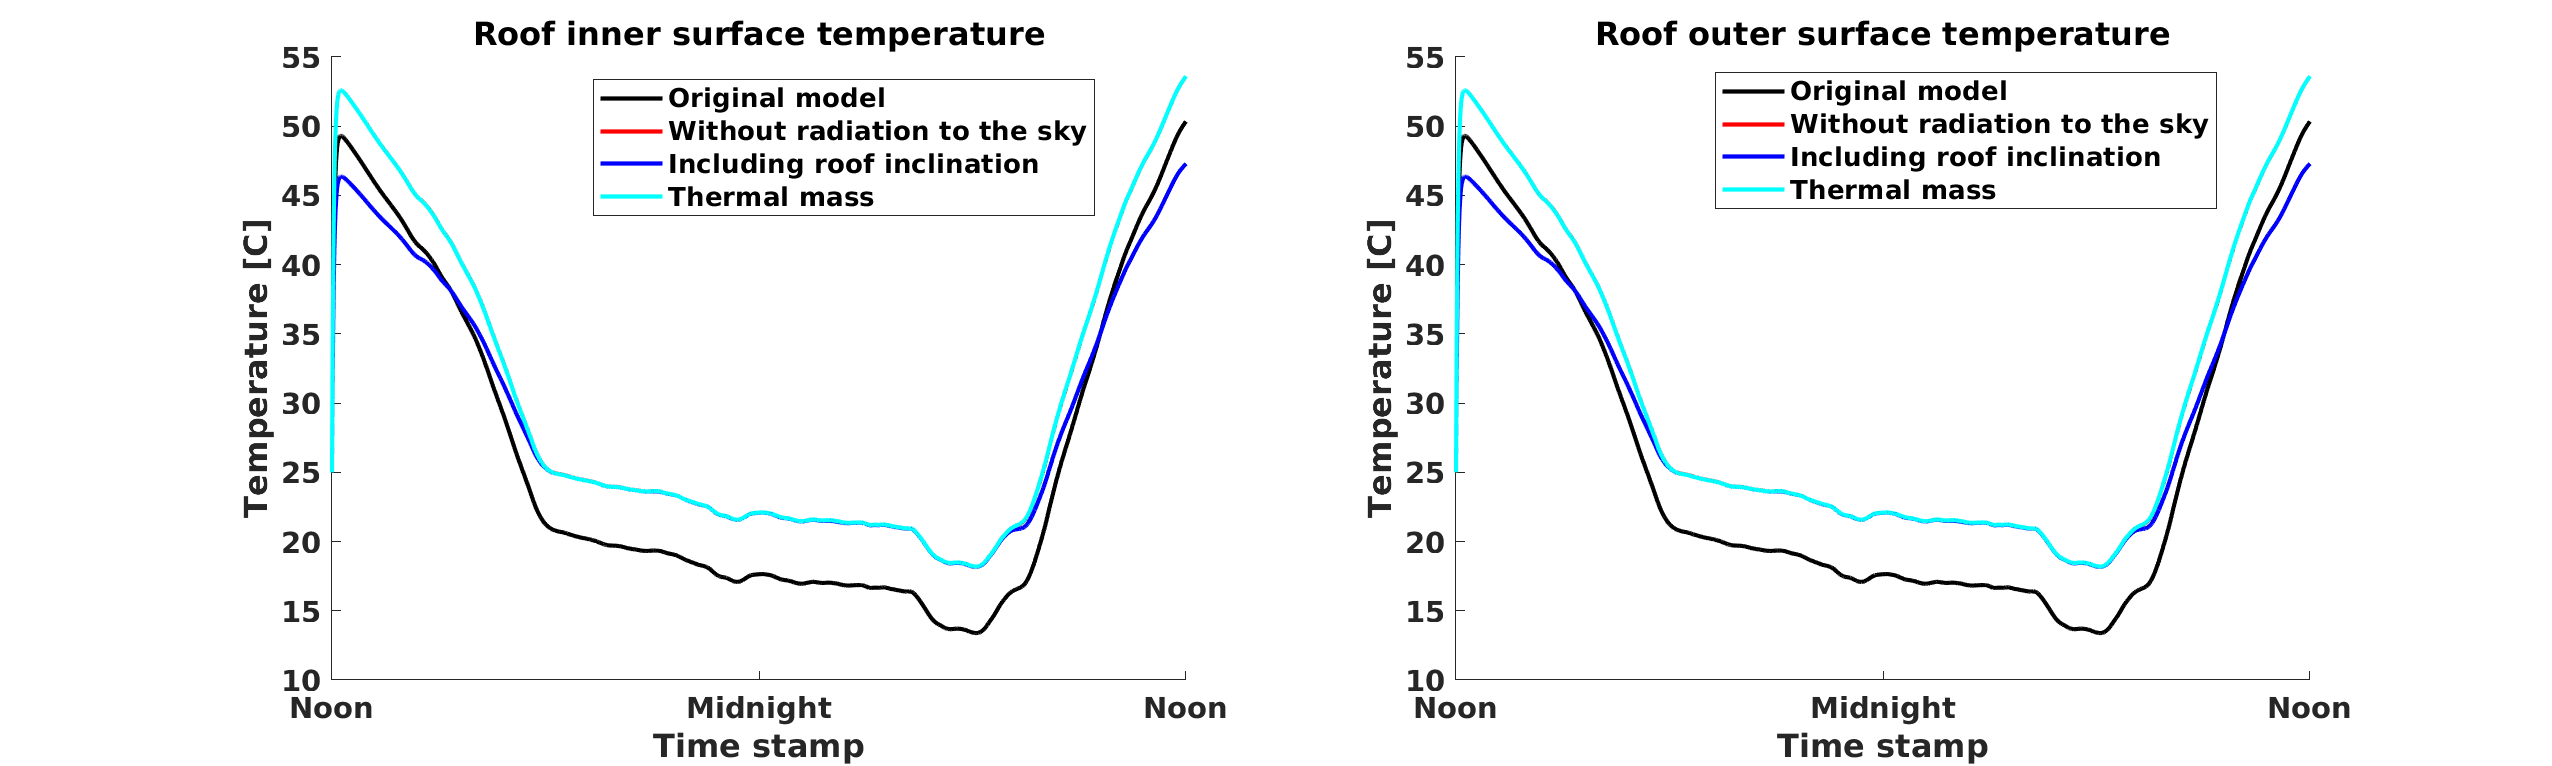 Roof inner surface temperature
55
50
45
40
35
30
25
20
15
10
Temperature [C]
Original model
Without radiation to the sky
Including roof inclination
Thermal mass
Noon
Midnight
Noon
Time stamp
Roof outer surface temperature
55
50
45
40
35
30
25
20
15
10
Temperature [C]
Original model
Without radiation to the sky
Including roof inclination
Thermal mass
Noon
Midnight
Noon
Time stamp